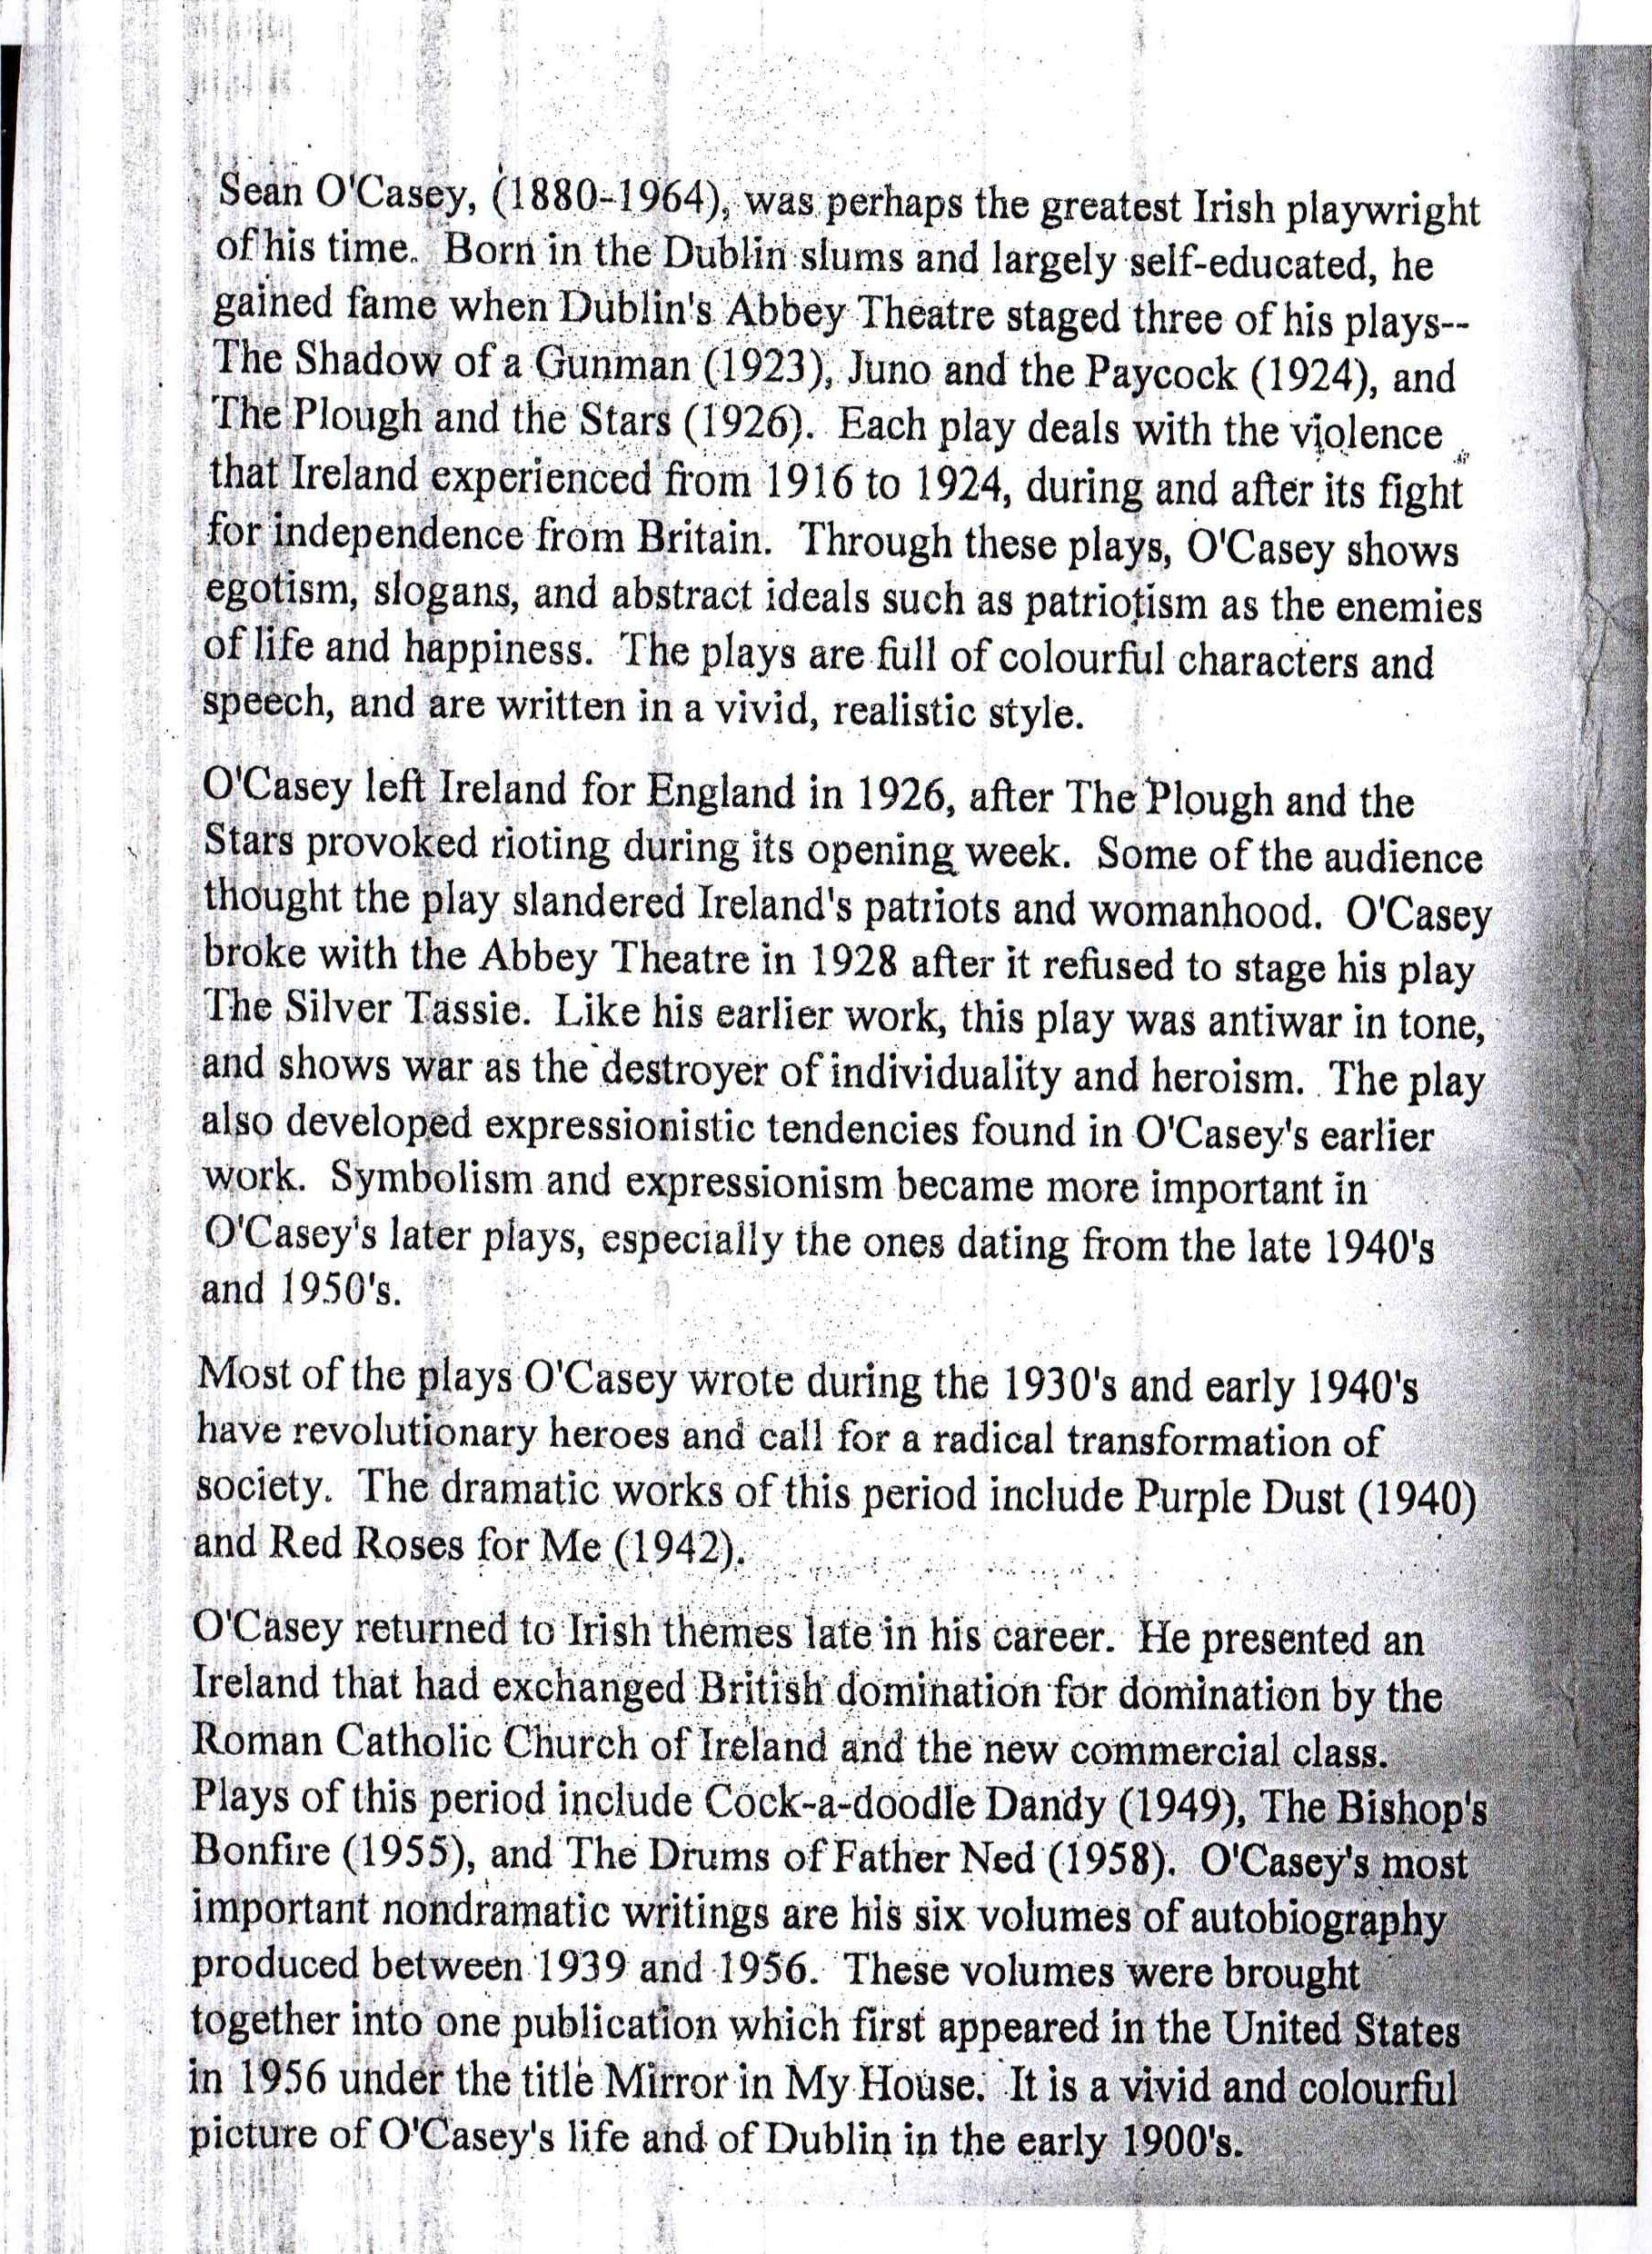 Sean O'Casey, (1880-1964), was perhaps the greatest Irish playwright
of his time. Born in the Dublin slums and largely self-educated, he
gained fame when Dublin's Abbey Theatre staged three of his plays--
The Shadow of a Gunman (1923), Juno and the Paycock (1924), and
The Plough and the Stars (1926). Each play deals with the violence
that Ireland experienced from 1916 to 1924, during and after its fight
for independence from Britain. Through these plays, O'Casey shows
egotism, slogans, and abstract ideals such as patriotism as the enemies
of life and happiness. The plays are full of colourful characters and
speech, and are written in a vivid, realistic style.
O'Casey left Ireland for England in 1926, after The Plough and the
Stars provoked rioting during its opening week. Some of the audience
thought the play slandered Ireland's patriots and womanhood. O'Casey
broke with the Abbey Theatre in 1928 after it refused to stage his play
The Silver Tassie. Like his earlier work, this play was antiwar in tone,
and shows war as the destroyer of individuality and heroism. The play
also developed expressionistic tendencies found in O'Casey's earlier
work. Symbolism and expressionism became more important in
O'Casey's later plays, especially the ones dating from the late 1940's
and 1950's.
Most of the plays O'Casey wrote during the 1930's and early 1940's
have revolutionary heroes and call for a radical transformation of
society. The dramatic works of this period include Purple Dust (1940)
and Red Roses for Me (1942).
O'Casey returned to Irish themes late in his career. He presented an
Ireland that had exchanged British domination for domination by the
Roman Catholic Church of Ireland and the new commercial class.
Plays of this period include Cock-a-doodle Dandy (1949), The Bishop's
Bonfire (1955), and The Drums of Father Ned (1958). O'Casey's most
important nondramatic writings are his six volumes of autobiography
produced between 1939 and 1956. These volumes were brought
together into one publication which first appeared in the United States
in 1956 under the title Mirror in My House. It is a vivid and colourful
picture of O'Casey's life and of Dublin in the early 1900's.